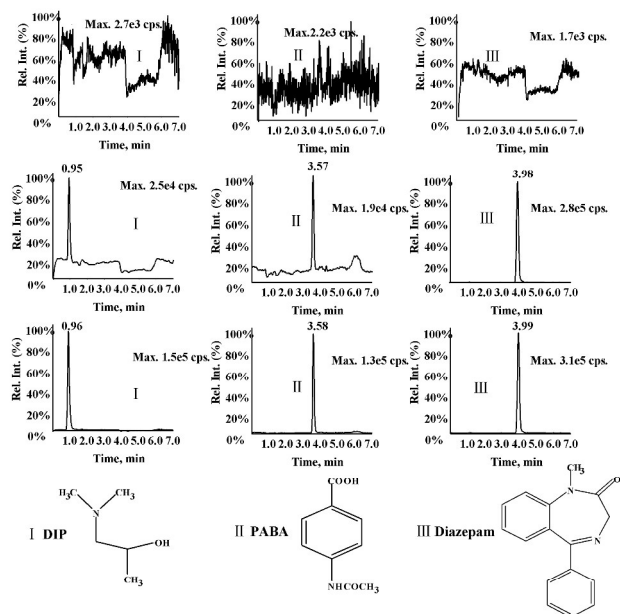 Rel. Int. (%)
100%
80%
60%
40%
20%
0%
Max. 2.7e3 cps.
Ⅰ
1.0 2.0 3.0 4.0 5.0 6.0 7.0
Time, min
Rel. Int. (%)
100%
80%
60%
40%
20%
0%
Max.2.2e3 cps.
Ⅱ
1.0 2.0 3.0 4.0 5.0 6.0 7.0
Time, min
Rel. Int. (%)
100%
80%
60%
40%
20%
0%
Max. 1.7e3 cps.
Ⅲ
1.0 2.0 3.0 4.0 5.0 6.0 7.0
Time, min
Rel. Int. (%)
100%
80%
60%
40%
20%
0%
0.95
Max. 2.5e4 cps.
Ⅰ
1.0 2.0 3.0 4.0 5.0 6.0 7.0
Time, min
Rel. Int. (%)
100%
80%
60%
40%
20%
0%
3.57
Max. 1.9e4 cps.
Ⅱ
1.0 2.0 3.0 4.0 5.0 6.0 7.0
Time, min
Rel. Int. (%)
100%
80%
60%
40%
20%
0%
3.98
Max. 2.8e5 cps.
Ⅲ
1.0 2.0 3.0 4.0 5.0 6.0 7.0
Time, min
Rel. Int. (%)
100%
80%
60%
40%
20%
0%
0.96
Max. 1.5e5 cps.
Ⅰ
1.0 2.0 3.0 4.0 5.0 6.0 7.0
Time, min
Rel. Int. (%)
100%
80%
60%
40%
20%
0%
3.58
Max. 1.3e5 cps.
Ⅱ
1.0 2.0 3.0 4.0 5.0 6.0 7.0
Time, min
Rel. Int. (%)
100%
80%
60%
40%
20%
0%
3.99
Max. 3.1e5 cps.
Ⅲ
1.0 2.0 3.0 4.0 5.0 6.0 7.0
Time, min
H₃C
CH₃
N
OH
CH₃
Ⅰ DIP
COOH
Ⅱ PABA
NHCOCH₃
CH₃
N
O
N
Ⅲ Diazepam